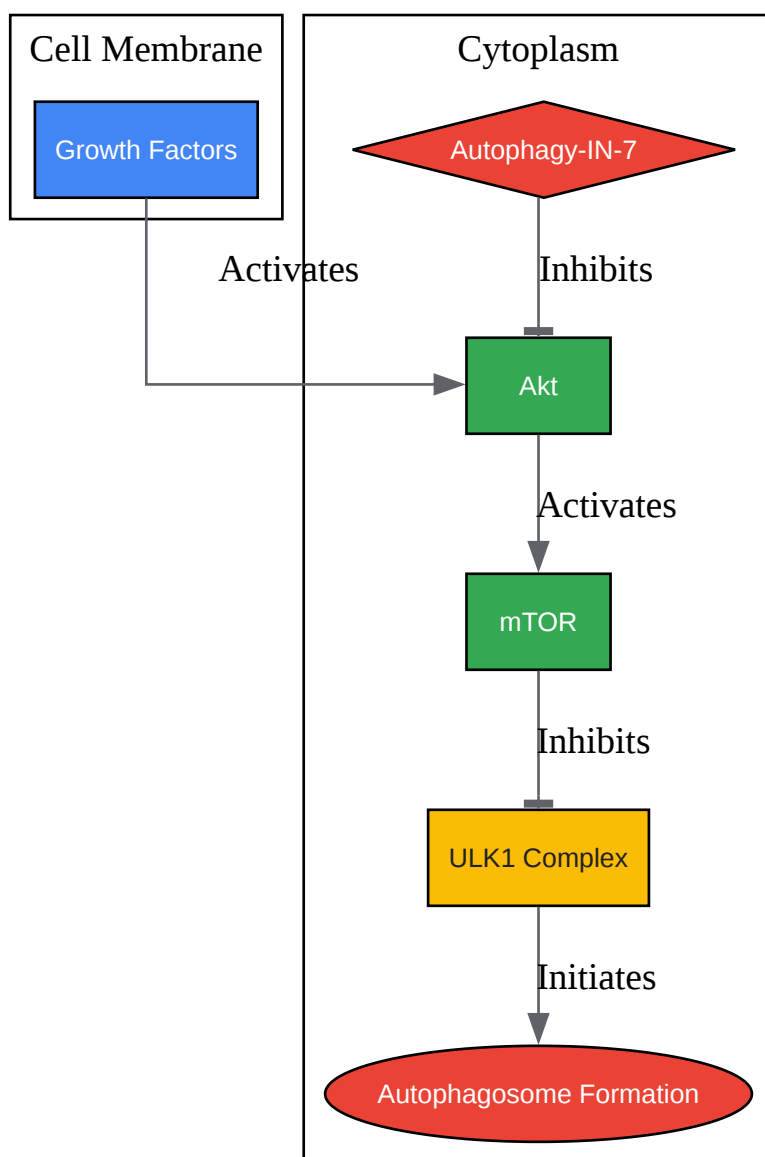 Cell Membrane
Cytoplasm
Growth Factors
Autophagy-IN-7
Activates
Inhibits
Akt
Activates
mTOR
Inhibits
ULK1 Complex
Initiates
Autophagosome Formation